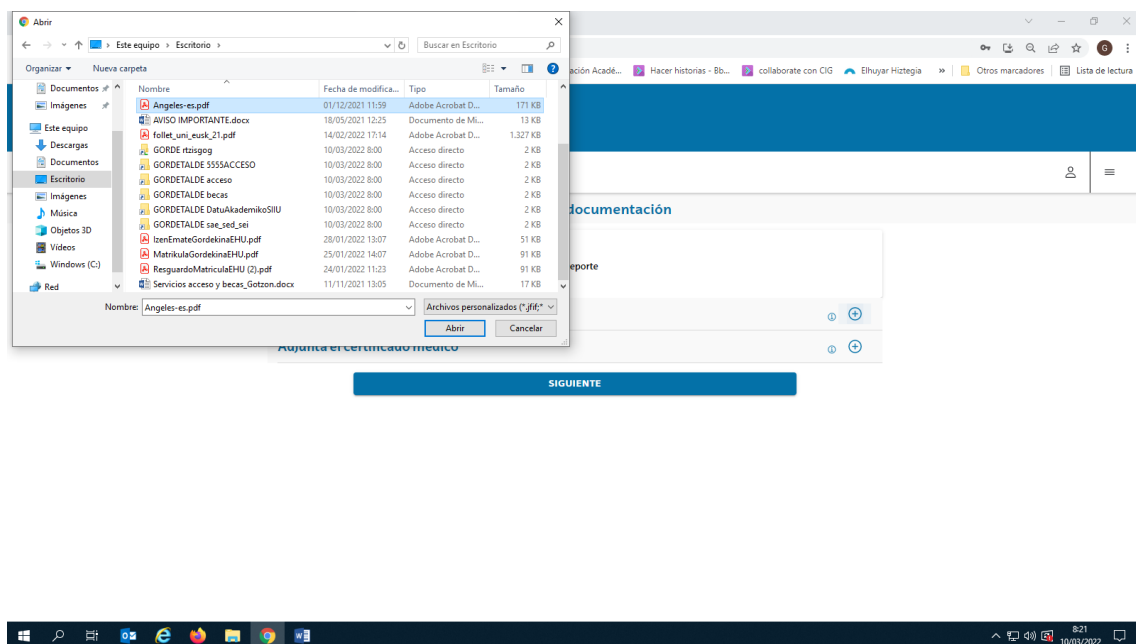 Abrir
Este equipo › Escritorio ›
Buscar en Escritorio
Organizar
Nueva carpeta
ación Acadé...
Hacer historias - Bb...
collaborate con CIG
Elhuyar Hiztegia
»
Otros marcadores
Lista de lectura
G
Documentos
Imágenes
Este equipo
Descargas
Documentos
Escritorio
Imágenes
Música
Objetos 3D
Vídeos
Windows (C:)
Red
Nombre Fecha de modifica... Tipo Tamaño
Angeles-es.pdf 01/12/2021 11:59 Adobe Acrobat D... 171 KB
AVISO IMPORTANTE.docx 18/05/2021 12:25 Documento de Mi... 13 KB
follet_uni_eusk_21.pdf 14/02/2022 17:14 Adobe Acrobat D... 1.327 KB
GORDE rtzisgog 10/03/2022 8:00 Acceso directo 2 KB
GORDETALDE 5555ACCESO 10/03/2022 8:00 Acceso directo 2 KB
GORDETALDE acceso 10/03/2022 8:00 Acceso directo 2 KB
GORDETALDE becas 10/03/2022 8:00 Acceso directo 2 KB
GORDETALDE DatuAkademikoSIIU 10/03/2022 8:00 Acceso directo 2 KB
GORDETALDE sae_sed_sei 10/03/2022 8:00 Acceso directo 2 KB
IzenEmateGordekinaEHU.pdf 28/01/2022 13:07 Adobe Acrobat D... 51 KB
MatrikulaGordekinaEHU.pdf 25/01/2022 14:07 Adobe Acrobat D... 91 KB
ResguardoMatriculaEHU (2).pdf 24/01/2022 11:23 Adobe Acrobat D... 91 KB
Servicios acceso y becas_Gotzon.docx 11/11/2021 13:05 Documento de Mi... 17 KB
Nombre: Angeles-es.pdf
Archivos personalizados (*.jfif;*
Abrir
Cancelar
documentación
eporte
Adjunta el certificado médico
SIGUIENTE
8:21
10/03/2022